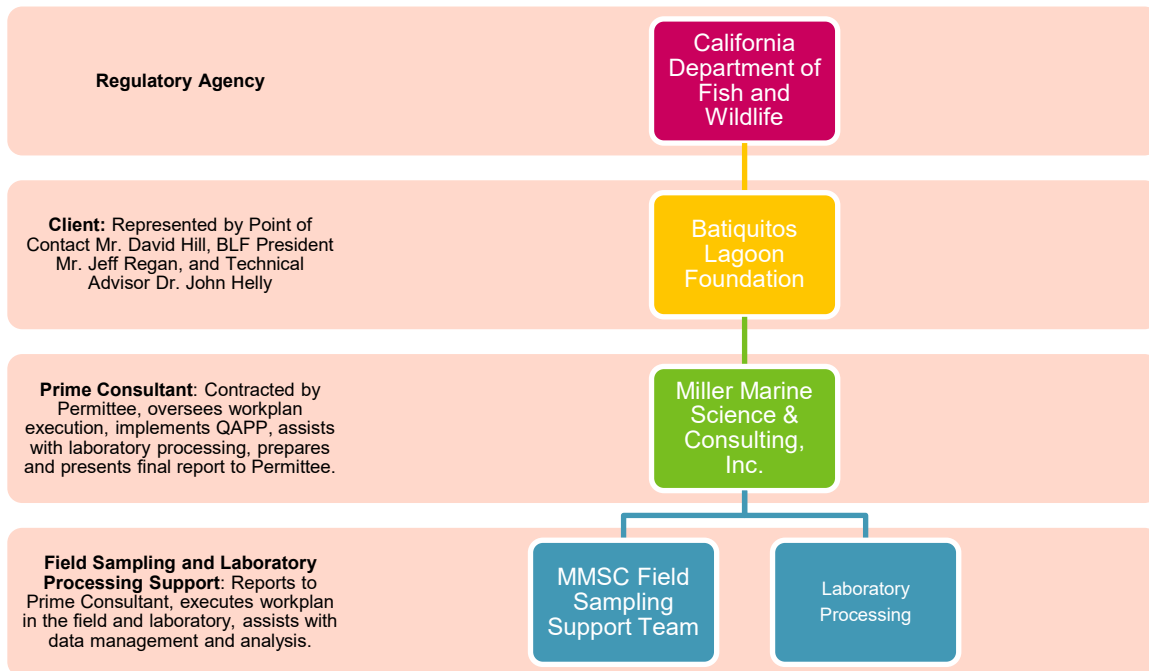 Regulatory Agency
California
Department of
Fish and
Wildlife
Client: Represented by Point of
Contact Mr. David Hill, BLF President
Mr. Jeff Regan, and Technical
Advisor Dr. John Helly
Batiquitos
Lagoon
Foundation
Prime Consultant: Contracted by
Permittee, oversees workplan
execution, implements QAPP, assists
with laboratory processing, prepares
and presents final report to Permittee.
Miller Marine
Science &
Consulting,
Inc.
Field Sampling and Laboratory
Processing Support: Reports to
Prime Consultant, executes workplan
in the field and laboratory, assists with
data management and analysis.
MMSC Field
Sampling
Support Team
Laboratory
Processing